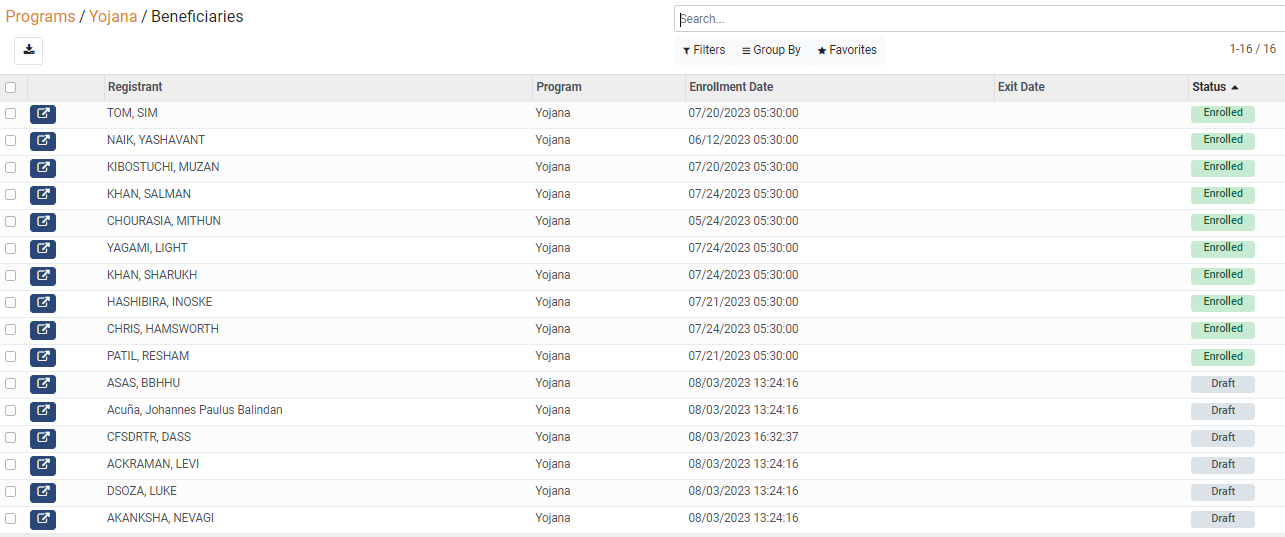 Programs / Yojana / Beneficiaries
Search...
Filters Group By Favorites 1-16 / 16
Registrant Program Enrollment Date Exit Date Status
TOM, SIM Yojana 07/20/2023 05:30:00 Enrolled
NAIK, YASHAVANT Yojana 06/12/2023 05:30:00 Enrolled
KIBOSTUCHI, MUZAN Yojana 07/20/2023 05:30:00 Enrolled
KHAN, SALMAN Yojana 07/24/2023 05:30:00 Enrolled
CHOURASIA, MITHUN Yojana 05/24/2023 05:30:00 Enrolled
YAGAMI, LIGHT Yojana 07/24/2023 05:30:00 Enrolled
KHAN, SHARUKH Yojana 07/24/2023 05:30:00 Enrolled
HASHIBIRA, INOSKE Yojana 07/21/2023 05:30:00 Enrolled
CHRIS, HAMSWORTH Yojana 07/24/2023 05:30:00 Enrolled
PATIL, RESHAM Yojana 07/21/2023 05:30:00 Enrolled
ASAS, BBHHU Yojana 08/03/2023 13:24:16 Draft
Acuña, Johannes Paulus Balindan Yojana 08/03/2023 13:24:16 Draft
CFSDRTR, DASS Yojana 08/03/2023 16:32:37 Draft
ACKRAMAN, LEVI Yojana 08/03/2023 13:24:16 Draft
DSOZA, LUKE Yojana 08/03/2023 13:24:16 Draft
AKANKSHA, NEVAGI Yojana 08/03/2023 13:24:16 Draft